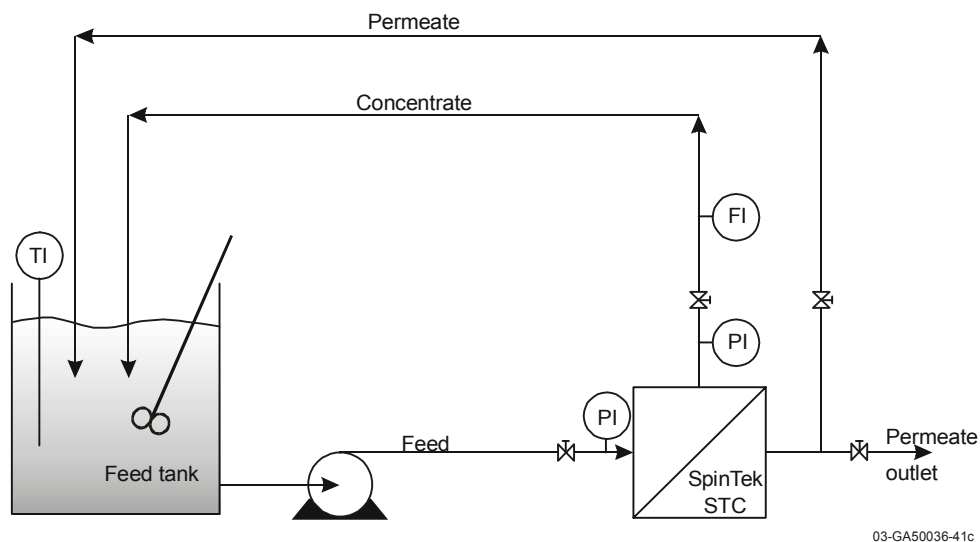 Permeate
Concentrate
FI
TI
PI
PI
Feed
Permeate
outlet
Feed tank
SpinTek
STC
03-GA50036-41c